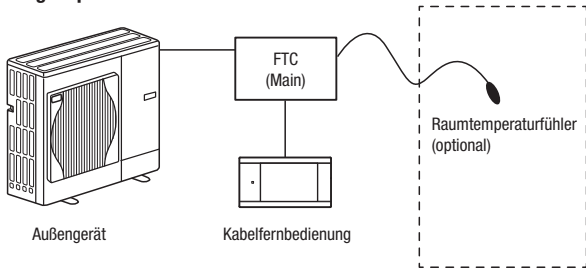 FTC
(Main)
Raumtemperaturfühler
(optional)
Außengerät
Kabelfernbedienung